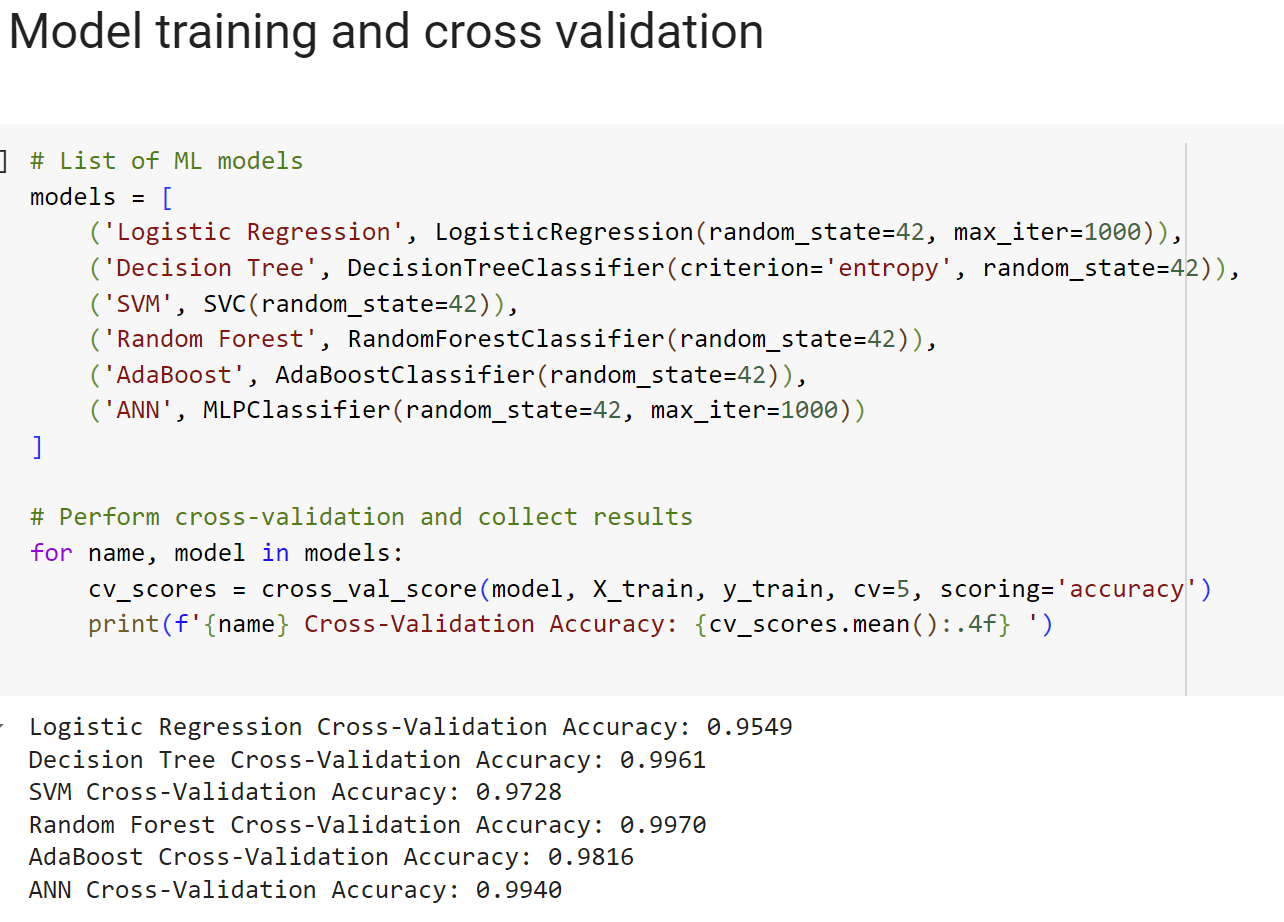 Model training and cross validation
] # List of ML models
models = [
    ('Logistic Regression', LogisticRegression(random_state=42, max_iter=1000)),
    ('Decision Tree', DecisionTreeClassifier(criterion='entropy', random_state=42)),
    ('SVM', SVC(random_state=42)),
    ('Random Forest', RandomForestClassifier(random_state=42)),
    ('AdaBoost', AdaBoostClassifier(random_state=42)),
    ('ANN', MLPClassifier(random_state=42, max_iter=1000))
]
# Perform cross-validation and collect results
for name, model in models:
    cv_scores = cross_val_score(model, X_train, y_train, cv=5, scoring='accuracy')
    print(f'{name} Cross-Validation Accuracy: {cv_scores.mean():.4f} ')
Logistic Regression Cross-Validation Accuracy: 0.9549
Decision Tree Cross-Validation Accuracy: 0.9961
SVM Cross-Validation Accuracy: 0.9728
Random Forest Cross-Validation Accuracy: 0.9970
AdaBoost Cross-Validation Accuracy: 0.9816
ANN Cross-Validation Accuracy: 0.9940